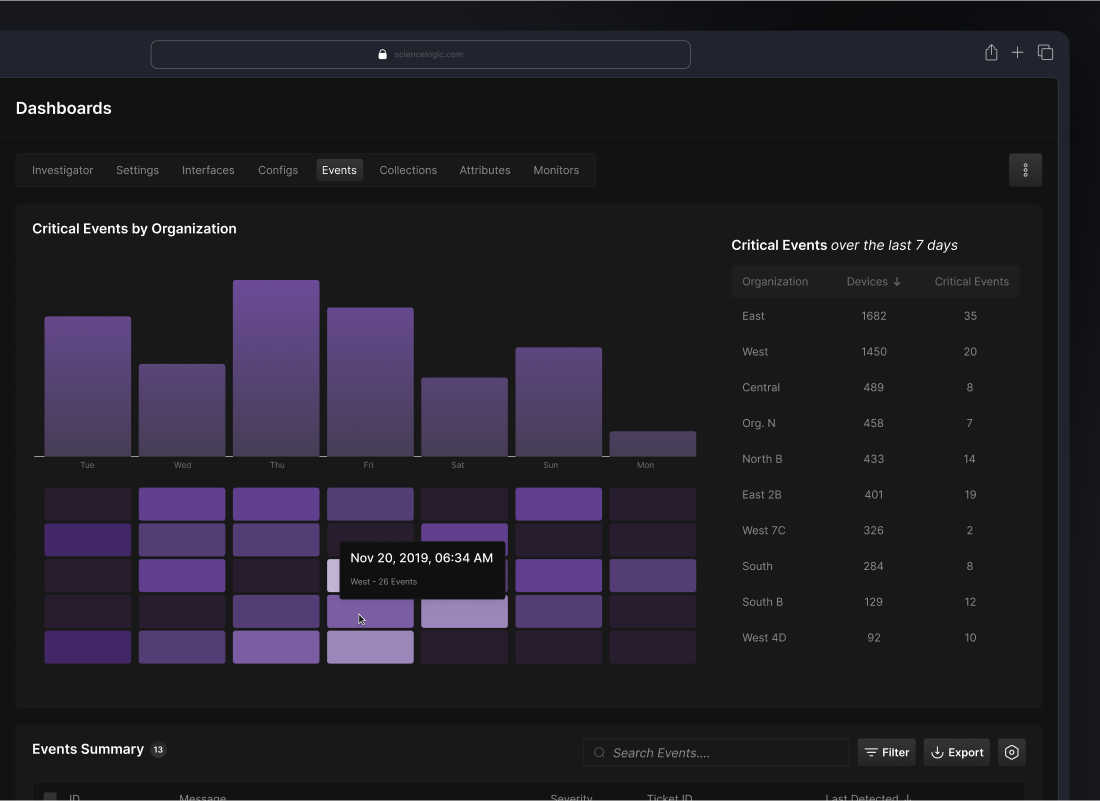 sciencelogic.com
Dashboards
Investigator Settings Interfaces Configs Events Collections Attributes Monitors
Critical Events by Organization
Critical Events over the last 7 days
Organization Devices ↓ Critical Events
East 1682 35
West 1450 20
Central 489 8
Org. N 458 7
North B 433 14
East 2B 401 19
West 7C 326 2
South 284 8
South B 129 12
West 4D 92 10
Tue Wed Thu Fri Sat Sun Mon
Nov 20, 2019, 06:34 AM
West - 26 Events
Events Summary 13
Search Events....
Filter
Export
ID Message Severity Ticket ID Last Detected ↓